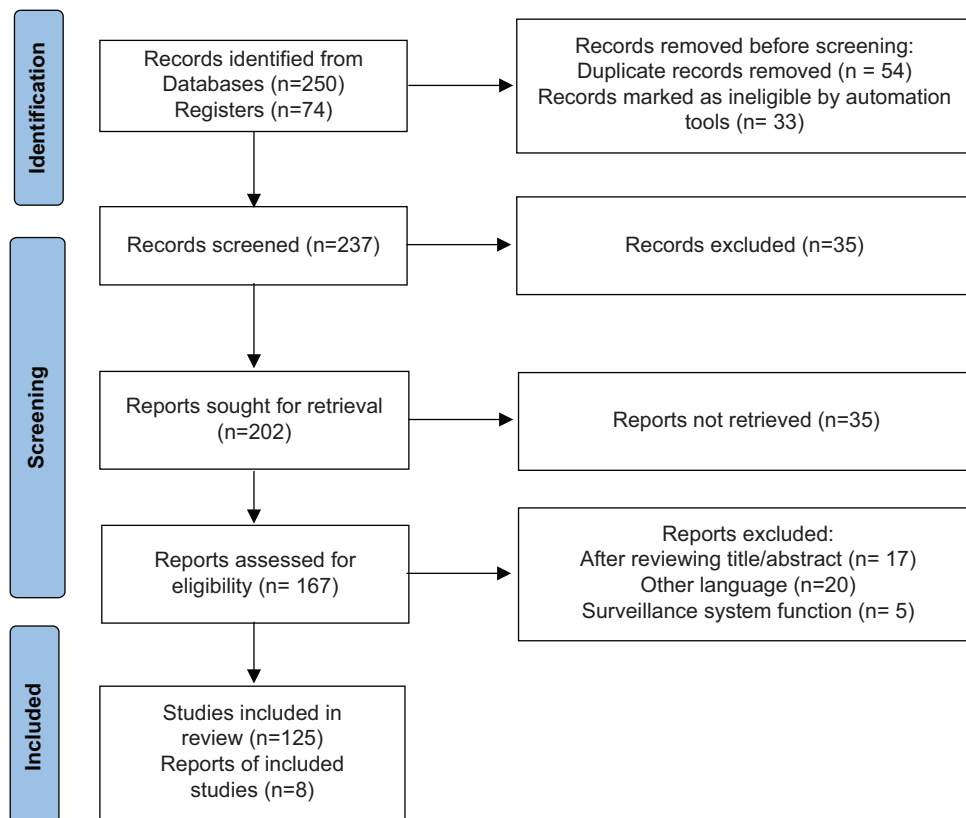 Identification
Records identified from
Databases (n=250)
Registers (n=74)
Records removed before screening:
Duplicate records removed (n = 54)
Records marked as ineligible by automation
tools (n= 33)
Screening
Records screened (n=237)
Records excluded (n=35)
Reports sought for retrieval
(n=202)
Reports not retrieved (n=35)
Reports assessed for
eligibility (n= 167)
Reports excluded:
After reviewing title/abstract (n= 17)
Other language (n=20)
Surveillance system function (n= 5)
Included
Studies included in
review (n=125)
Reports of included
studies (n=8)